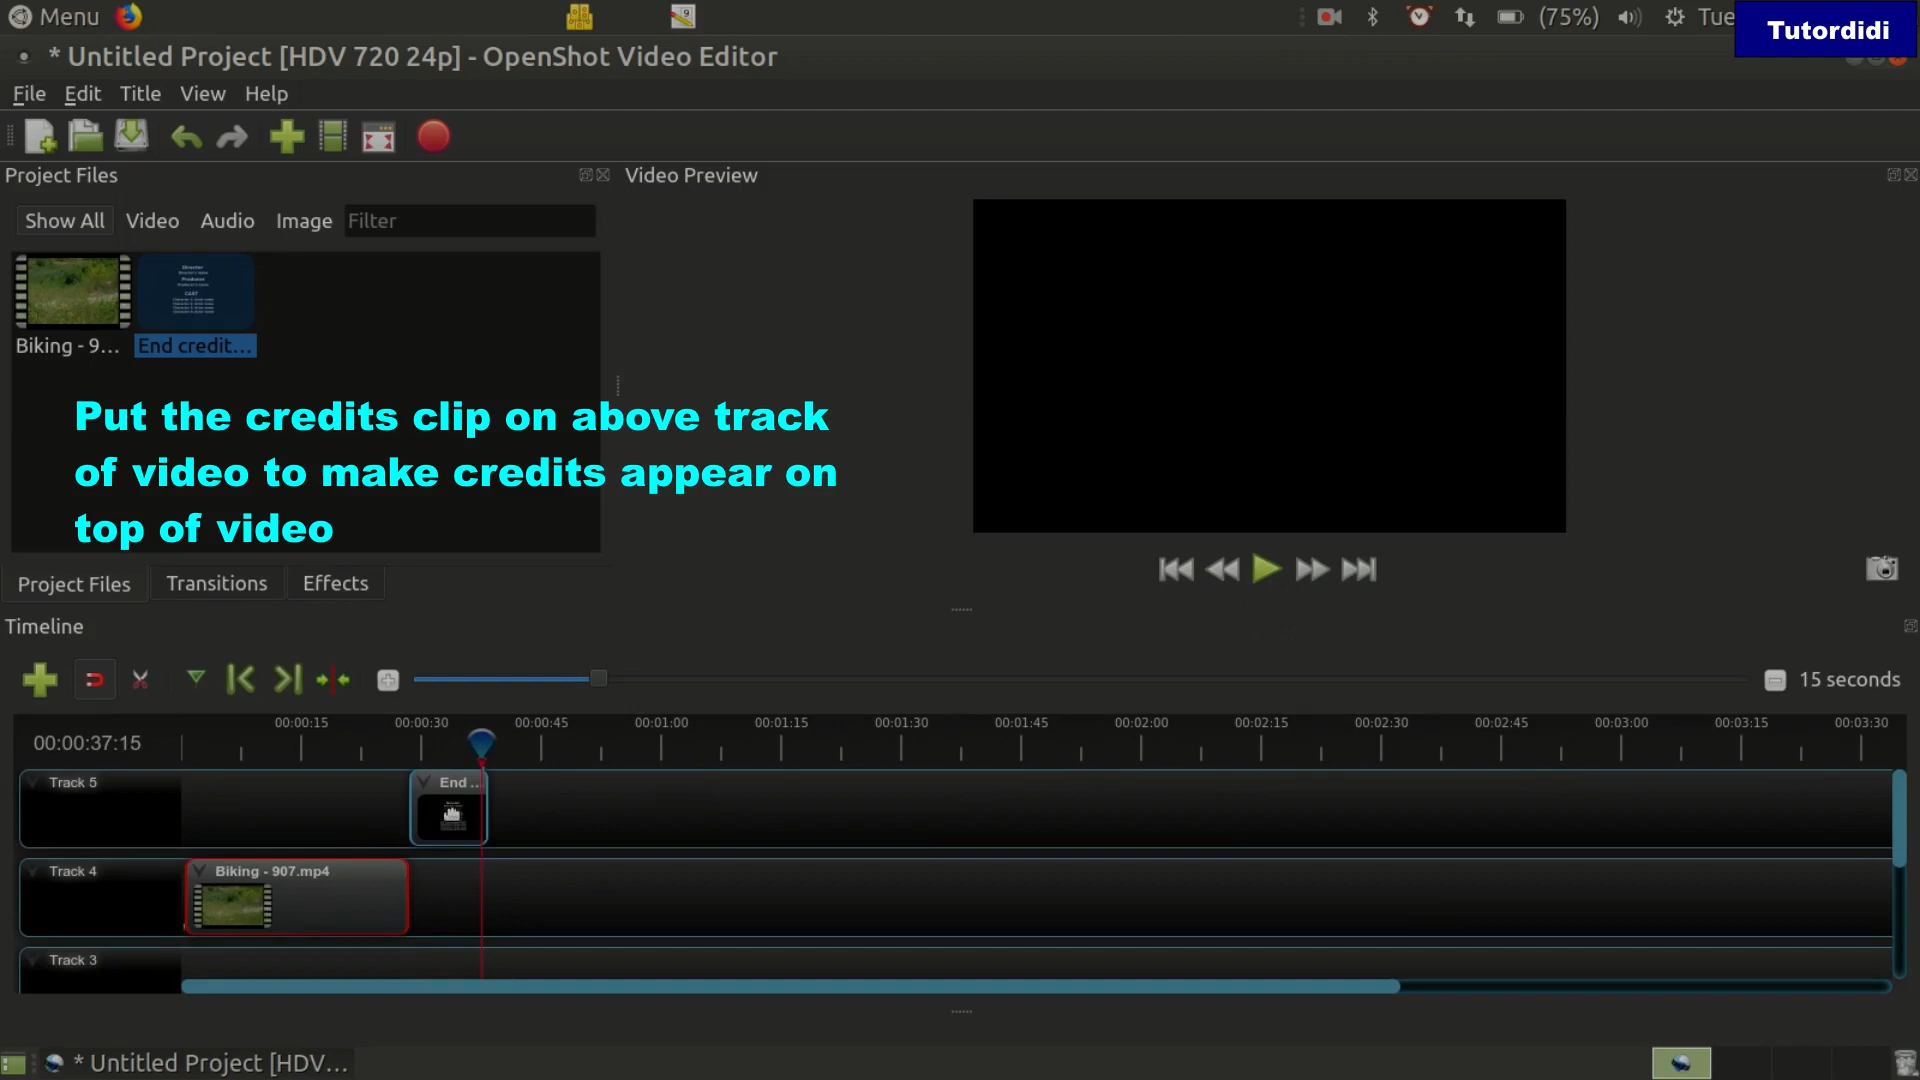 Menu
9
(75%)
Tue
Tutordidi
* Untitled Project [HDV 720 24p] - OpenShot Video Editor
File Edit Title View Help
Project Files
Video Preview
Show All Video Audio Image Filter
Biking - 9...
End credit...
Put the credits clip on above track
of video to make credits appear on
top of video
Project Files Transitions Effects
Timeline
15 seconds
00:00:15 00:00:30 00:00:45 00:01:00 00:01:15 00:01:30 00:01:45 00:02:00 00:02:15 00:02:30 00:02:45 00:03:00 00:03:15 00:03:30
00:00:37:15
Track 5
End ...
Track 4
Biking - 907.mp4
Track 3
* Untitled Project [HDV...